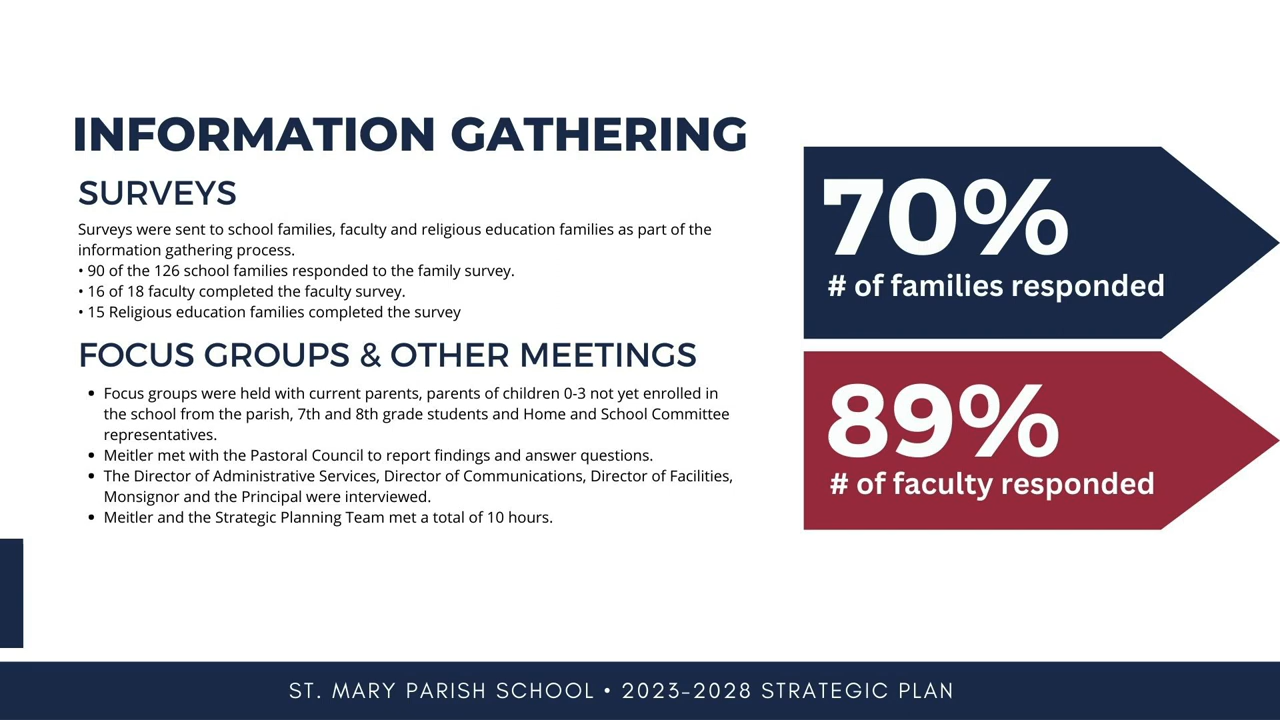 INFORMATION GATHERING
SURVEYS
Surveys were sent to school families, faculty and religious education families as part of the
information gathering process.
• 90 of the 126 school families responded to the family survey.
• 16 of 18 faculty completed the faculty survey.
• 15 Religious education families completed the survey
FOCUS GROUPS & OTHER MEETINGS
• Focus groups were held with current parents, parents of children 0-3 not yet enrolled in
the school from the parish, 7th and 8th grade students and Home and School Committee
representatives.
• Meitler met with the Pastoral Council to report findings and answer questions.
• The Director of Administrative Services, Director of Communications, Director of Facilities,
Monsignor and the Principal were interviewed.
• Meitler and the Strategic Planning Team met a total of 10 hours.
70%
# of families responded
89%
# of faculty responded
ST. MARY PARISH SCHOOL • 2023-2028 STRATEGIC PLAN